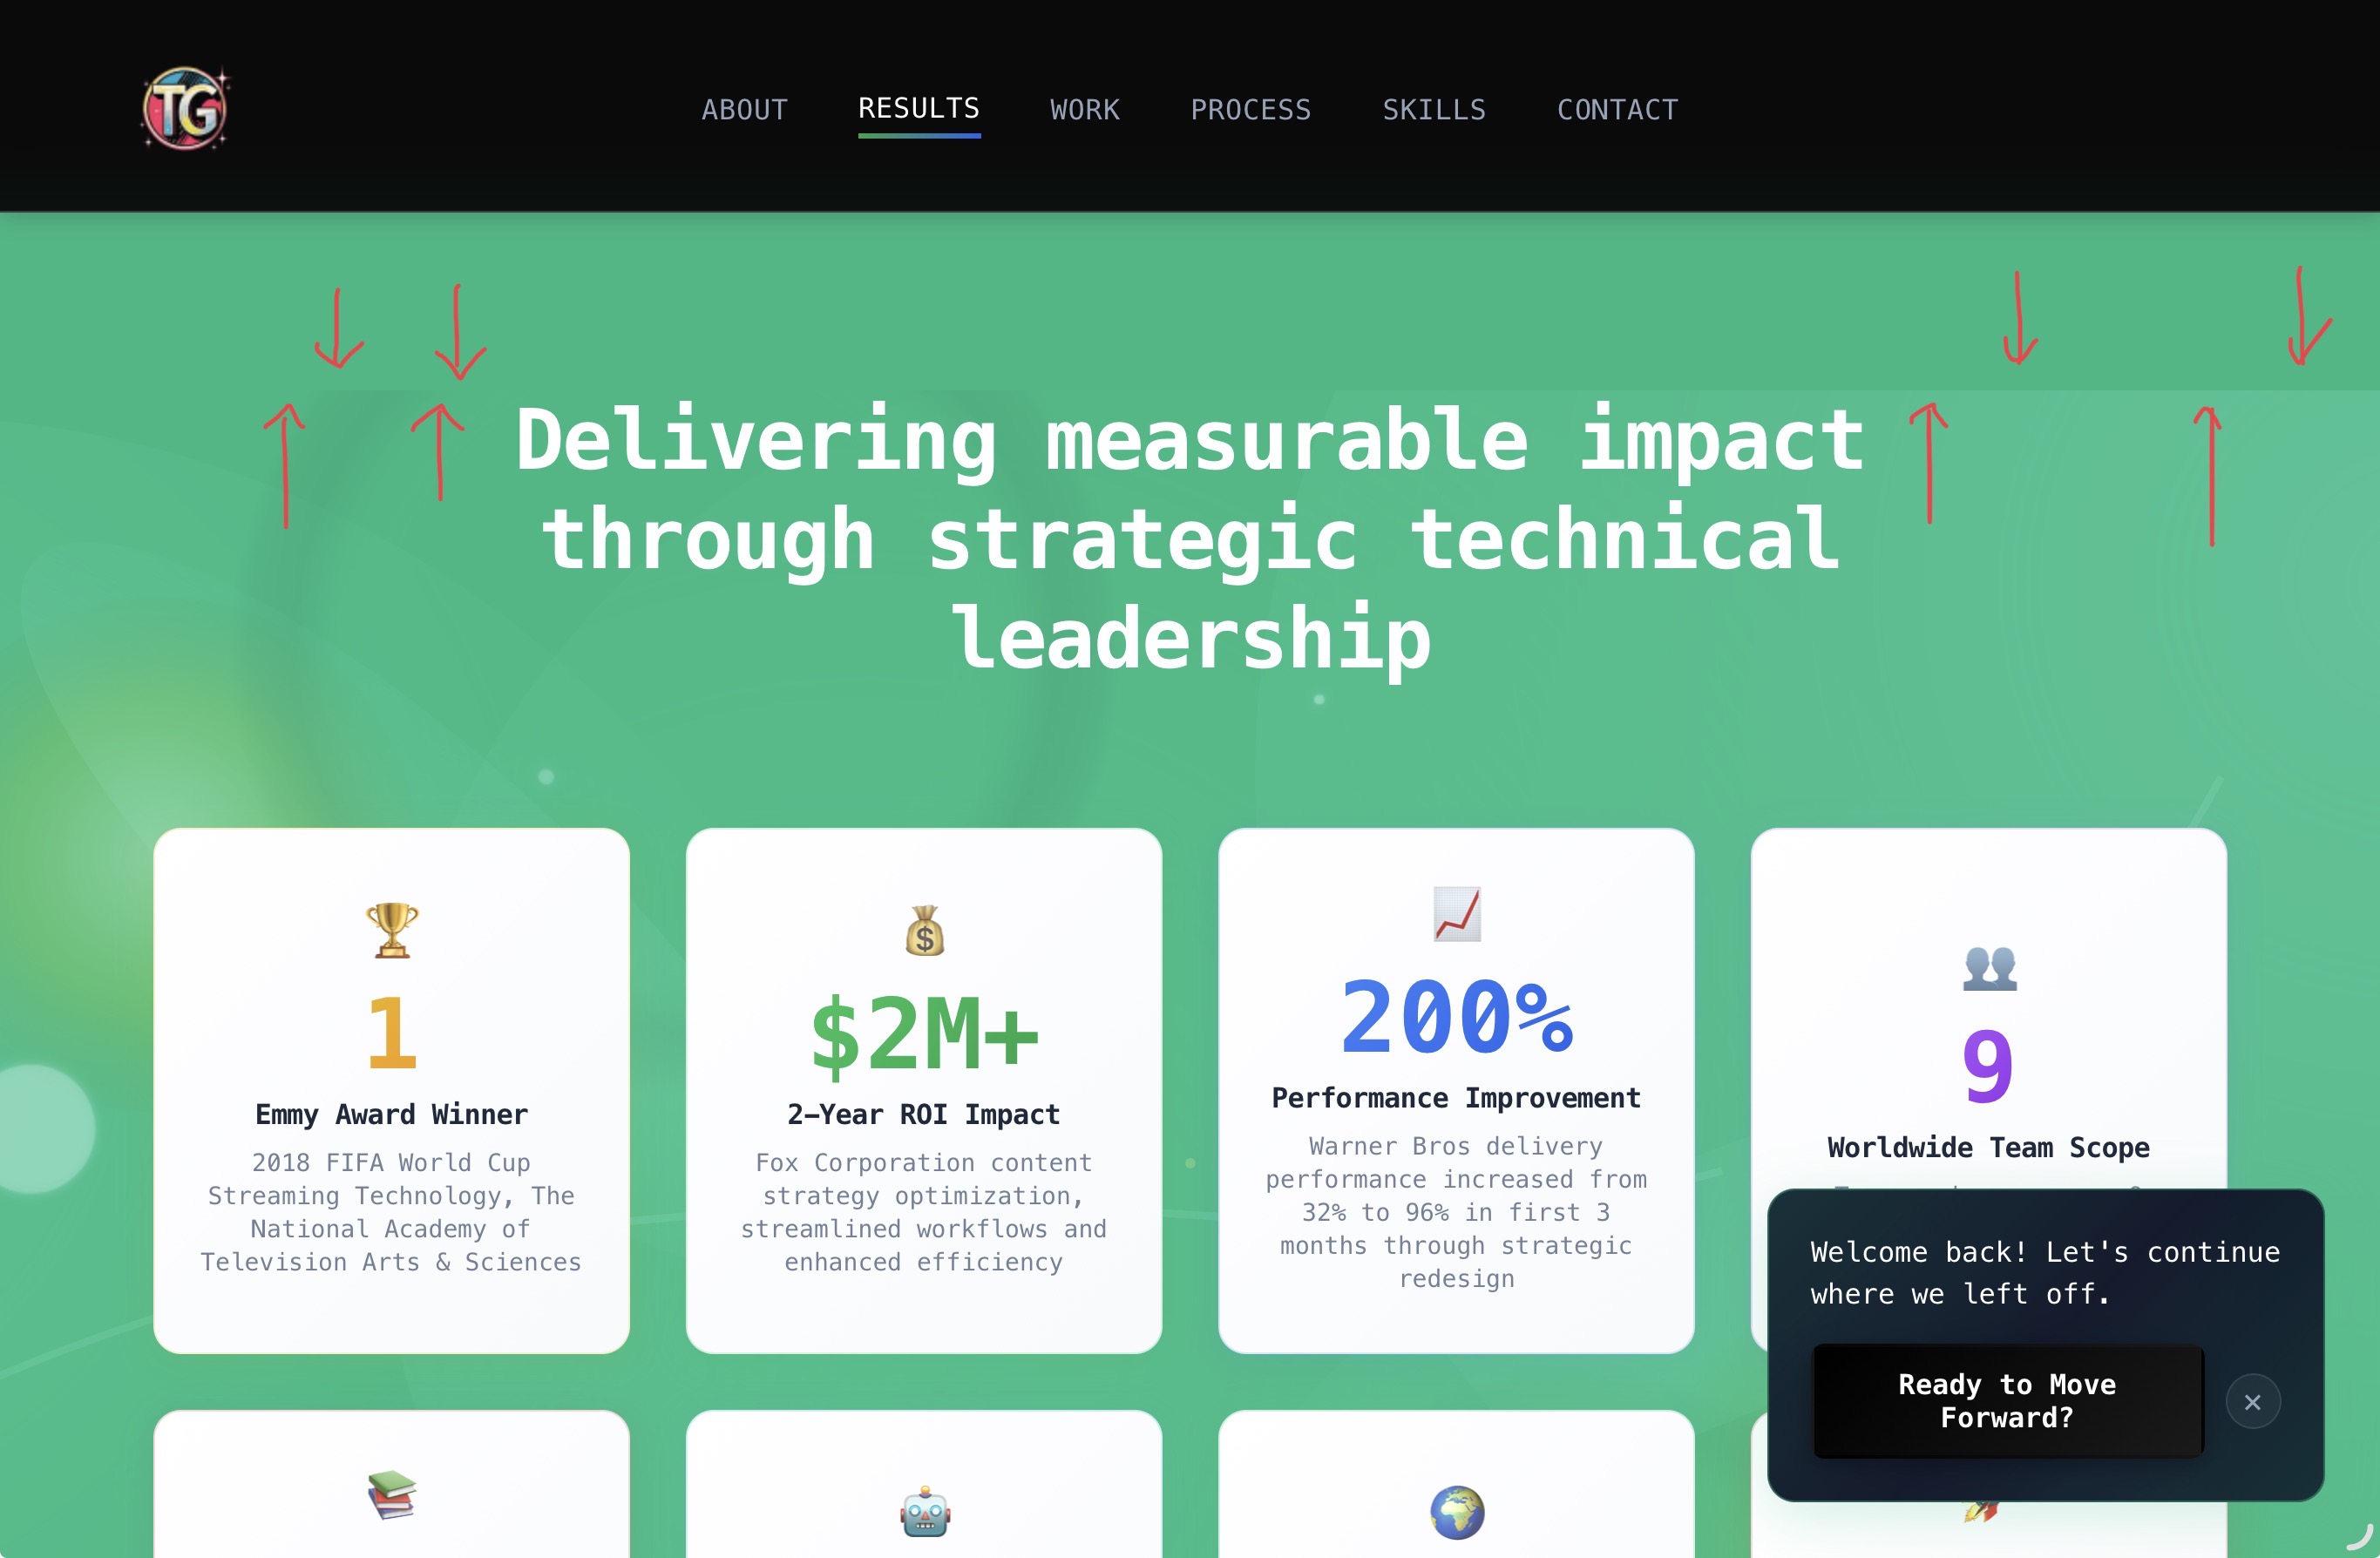 TG
ABOUT RESULTS WORK PROCESS SKILLS CONTACT
Delivering measurable impact
through strategic technical
leadership
1
Emmy Award Winner
2018 FIFA World Cup
Streaming Technology, The
National Academy of
Television Arts & Sciences
$2M+
2–Year ROI Impact
Fox Corporation content
strategy optimization,
streamlined workflows and
enhanced efficiency
200%
Performance Improvement
Warner Bros delivery
performance increased from
32% to 96% in first 3
months through strategic
redesign
9
Worldwide Team Scope
Welcome back! Let's continue
where we left off.
Ready to Move
Forward?